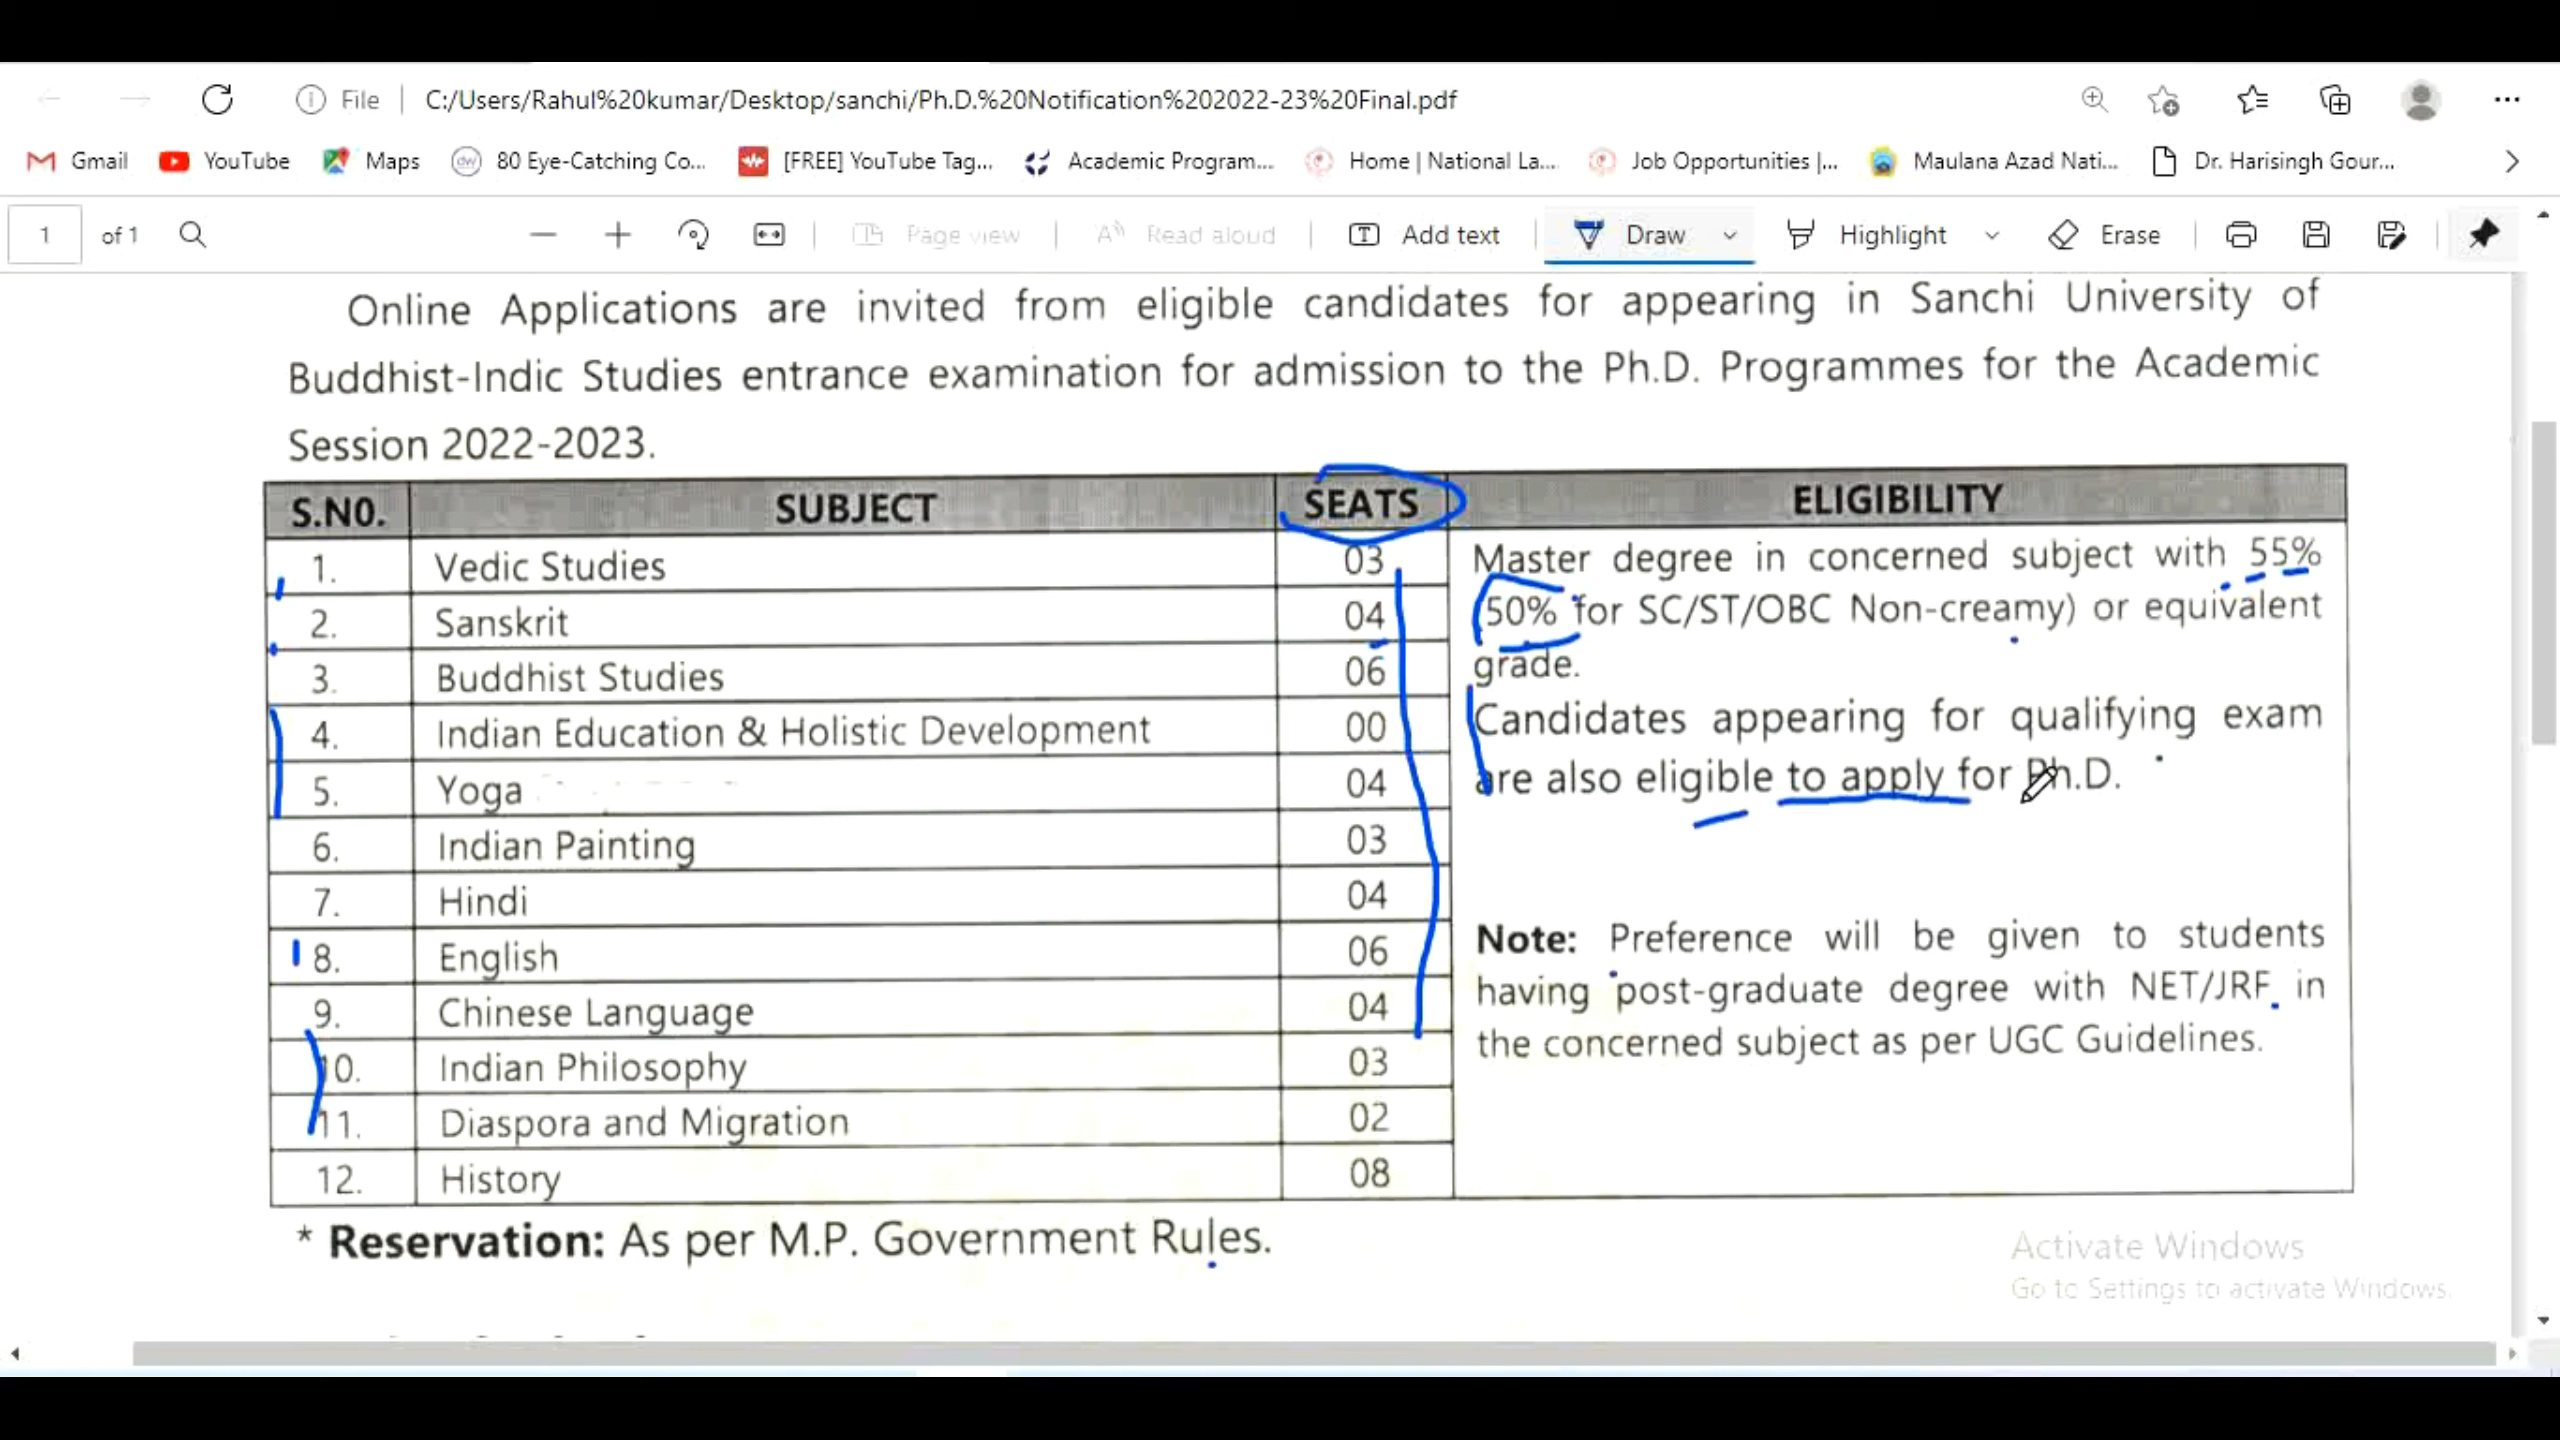 File | C:/Users/Rahul%20kumar/Desktop/sanchi/Ph.D.%20Notification%202022-23%20Final.pdf
Gmail YouTube Maps 80 Eye-Catching Co... [FREE] YouTube Tag... Academic Program... Home | National La... Job Opportunities |... Maulana Azad Nati... Dr. Harisingh Gour...
1 of 1 Page view Read aloud Add text Draw Highlight Erase
Online Applications are invited from eligible candidates for appearing in Sanchi University of
Buddhist-Indic Studies entrance examination for admission to the Ph.D. Programmes for the Academic
Session 2022-2023.
S.N0. SUBJECT SEATS ELIGIBILITY
1. Vedic Studies 03
2. Sanskrit 04
3. Buddhist Studies 06
4. Indian Education & Holistic Development 00
5. Yoga 04
6. Indian Painting 03
7. Hindi 04
8. English 06
9. Chinese Language 04
10. Indian Philosophy 03
11. Diaspora and Migration 02
12. History 08
Master degree in concerned subject with 55%
50% for SC/ST/OBC Non-creamy) or equivalent
grade.
Candidates appearing for qualifying exam
are also eligible to apply for Ph.D.
Note: Preference will be given to students
having post-graduate degree with NET/JRF in
the concerned subject as per UGC Guidelines.
* Reservation: As per M.P. Government Rules.
Activate Windows
Go to Settings to activate Windows.